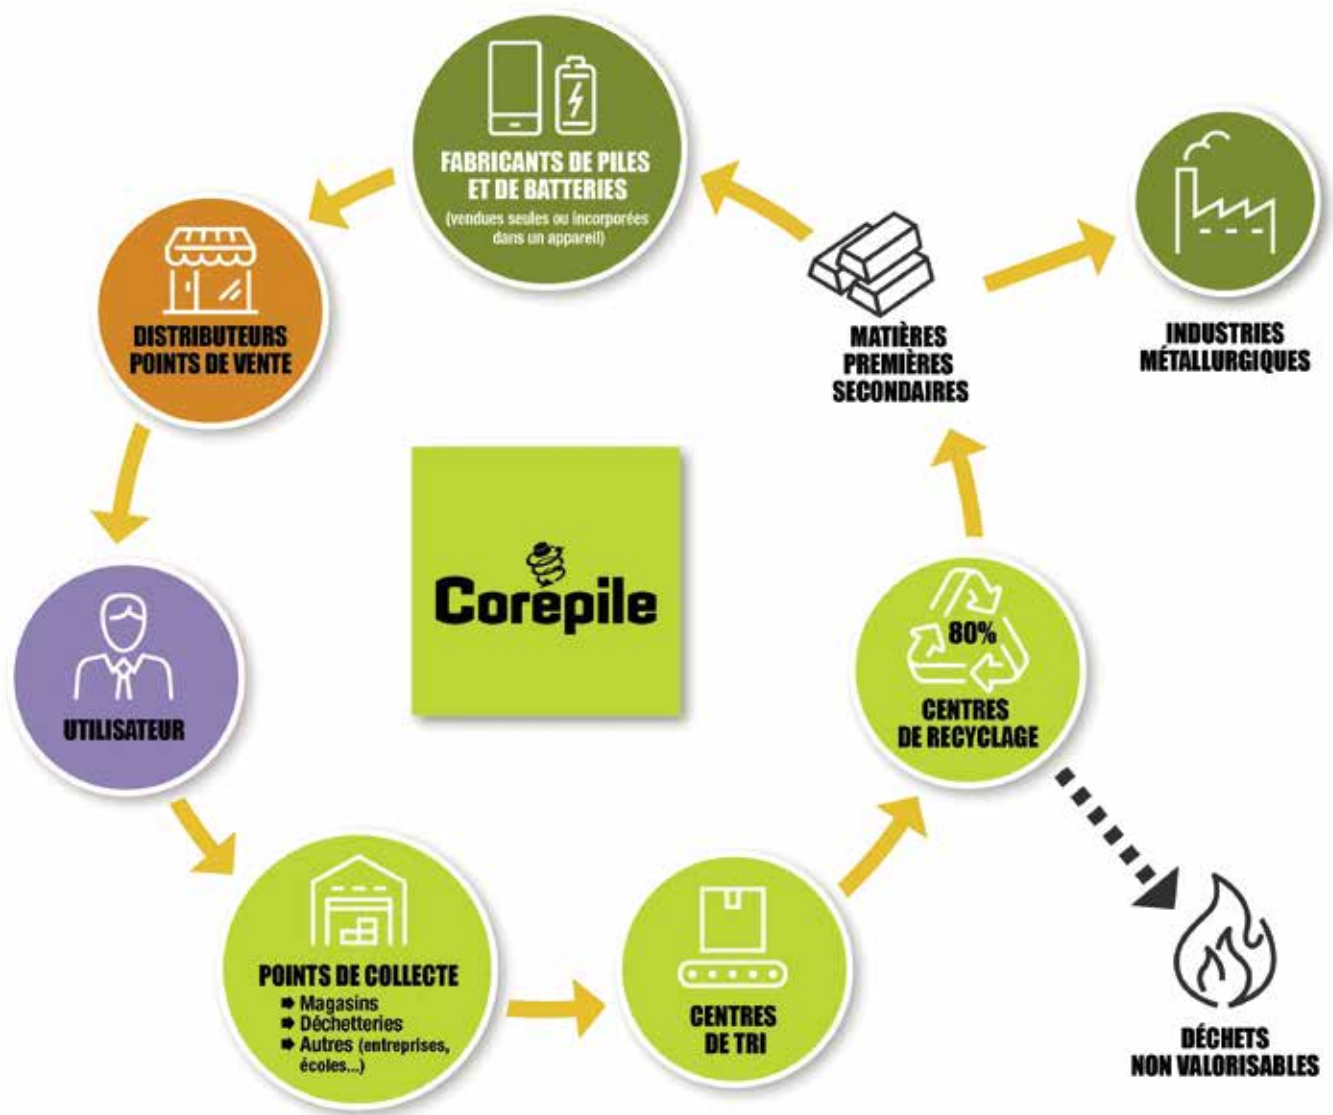 FABRICANTS DE PILES
ET DE BATTERIES
(vendues seules ou incorporées
dans un appareil)
DISTRIBUTEURS
POINTS DE VENTE
MATIÈRES
PREMIÈRES
SECONDAIRES
INDUSTRIES
MÉTALLURGIQUES
Corepile
UTILISATEUR
80%
CENTRES
DE RECYCLAGE
POINTS DE COLLECTE
➡ Magasins
➡ Déchetteries
➡ Autres (entreprises,
écoles...)
CENTRES
DE TRI
DÉCHETS
NON VALORISABLES